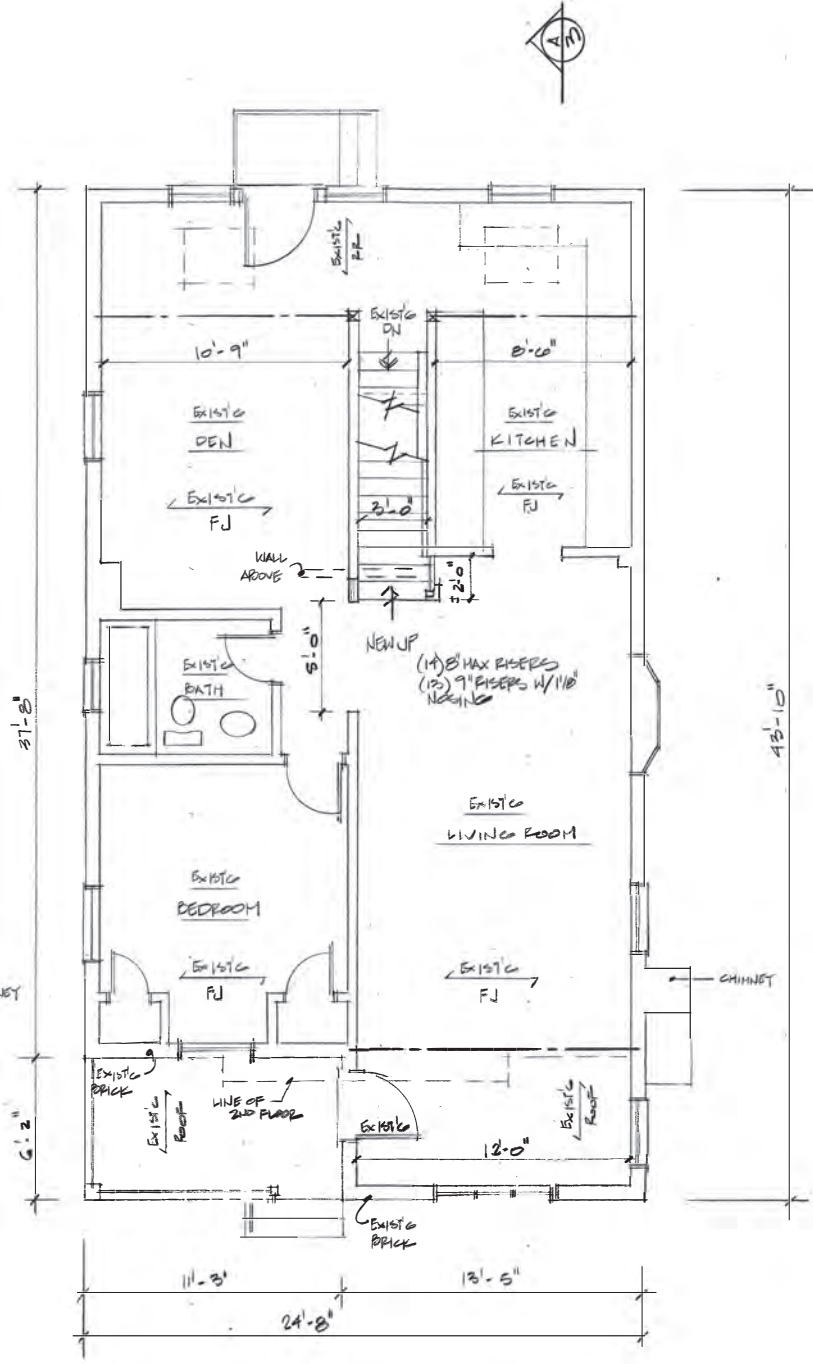 A
3
EXIST'G
RR
EXIST'G
DN
10'-9"
8'-6"
EXIST'G
DEN
EXIST'G
KITCHEN
EXIST'G
FJ
EXIST'G
FJ
3'-0"
WALL
ABOVE
±2'-0"
NEW UP
5'-0"
(14) 8" MAX RISERS
(13) 9" RISERS W/ 1 1/8"
NOSING
EXIST'G
BATH
37'-8"
43'-10"
EXIST'G
LIVING ROOM
EXIST'G
BEDROOM
EXIST'G
FJ
EXIST'G
FJ
NEY
CHIMNEY
EXIST'G
BRICK
LINE OF
2ND FLOOR
EXIST'G
ROOF
EXIST'G
EXIST'G
ROOF
6'-2"
12'-0"
EXIST'G
BRICK
11'-3"
13'-5"
24'-8"